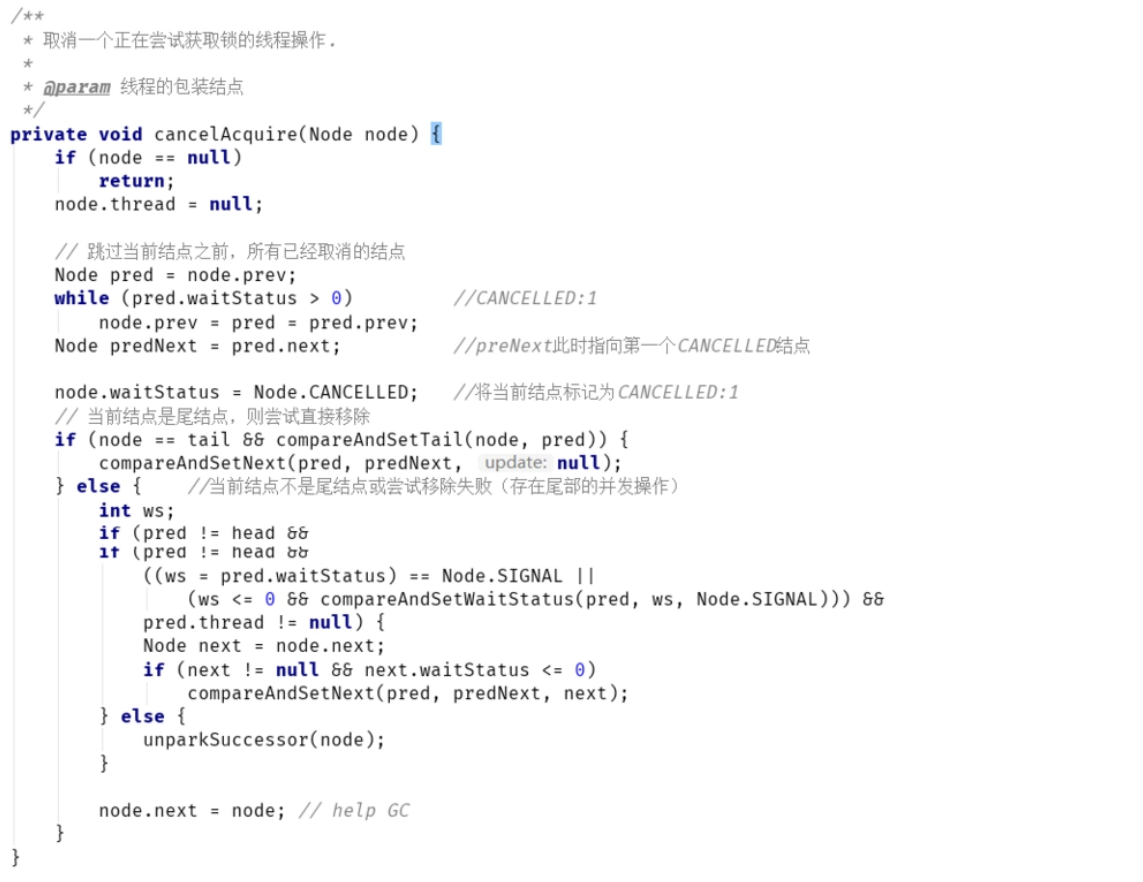 /**
 * 取消一个正在尝试获取锁的线程操作.
 *
 * @param 线程的包装结点
 */
private void cancelAcquire(Node node) {
    if (node == null)
        return;
    node.thread = null;

    // 跳过当前结点之前，所有已经取消的结点
    Node pred = node.prev;
    while (pred.waitStatus > 0)             //CANCELLED:1
        node.prev = pred = pred.prev;
    Node predNext = pred.next;              //preNext此时指向第一个CANCELLED结点

    node.waitStatus = Node.CANCELLED;   //将当前结点标记为CANCELLED:1
    // 当前结点是尾结点，则尝试直接移除
    if (node == tail && compareAndSetTail(node, pred)) {
        compareAndSetNext(pred, predNext, update: null);
    } else {    //当前结点不是尾结点或尝试移除失败（存在尾部的并发操作）
        int ws;
        if (pred != head &&
        if (pred != head &&
            ((ws = pred.waitStatus) == Node.SIGNAL ||
                (ws <= 0 && compareAndSetWaitStatus(pred, ws, Node.SIGNAL))) &&
            pred.thread != null) {
            Node next = node.next;
            if (next != null && next.waitStatus <= 0)
                compareAndSetNext(pred, predNext, next);
        } else {
            unparkSuccessor(node);
        }

        node.next = node; // help GC
    }
}